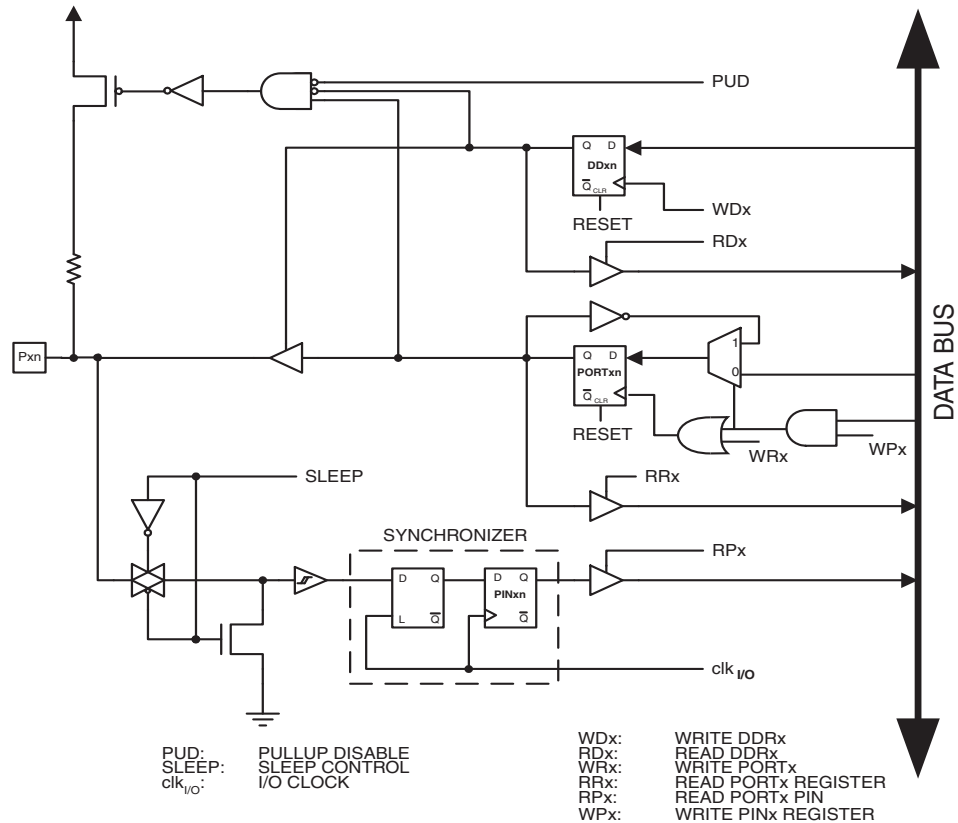 PUD
Q D
DDxn
Q CLR
WDx
RESET
RDx
DATA BUS
1
Pxn
Q D
PORTxn
0
Q CLR
RESET
WRx
WPx
SLEEP
RRx
SYNCHRONIZER
RPx
D Q
D Q
PINxn
L Q
Q
clk I/O
PUD: PULLUP DISABLE
SLEEP: SLEEP CONTROL
clkI/O: I/O CLOCK
WDx: WRITE DDRx
RDx: READ DDRx
WRx: WRITE PORTx
RRx: READ PORTx REGISTER
RPx: READ PORTx PIN
WPx: WRITE PINx REGISTER